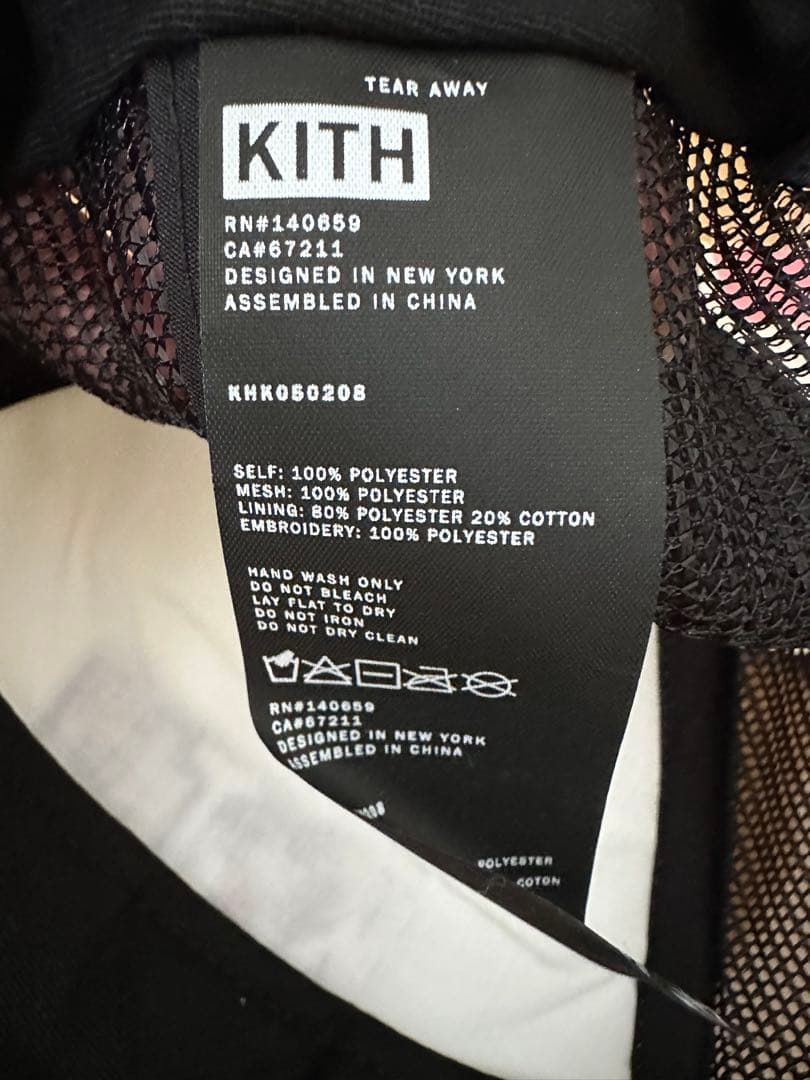 TEAR AWAY
KITH
RN#140659
CA#67211
DESIGNED IN NEW YORK
ASSEMBLED IN CHINA
KHK050208
SELF: 100% POLYESTER
MESH: 100% POLYESTER
LINING: 80% POLYESTER 20% COTTON
EMBROIDERY: 100% POLYESTER
HAND WASH ONLY
DO NOT BLEACH
LAY FLAT TO DRY
DO NOT IRON
DO NOT DRY CLEAN
RN#140659
CA#67211
DESIGNED IN NEW YORK
ASSEMBLED IN CHINA
208
POLYESTER
COTON